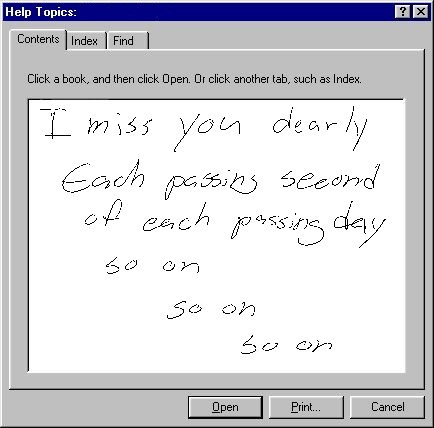 Help Topics:
Contents Index Find
Click a book, and then click Open. Or click another tab, such as Index.
I miss you dearly
Each passing second
of each passing day
so on
so on
so on
Open Print... Cancel